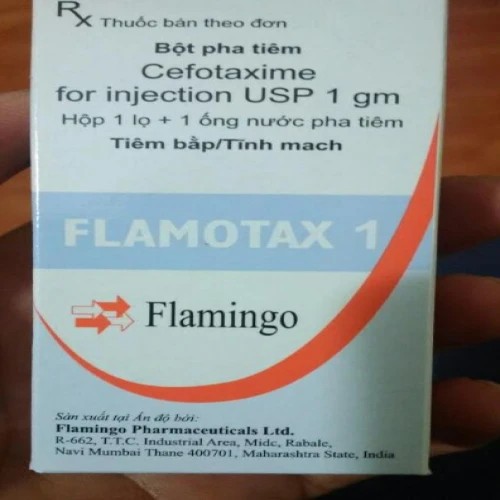 Rx Thuốc bán theo đơn
Bột pha tiêm
Cefotaxime
for injection USP 1 gm
Hộp 1 lọ + 1 ống nước pha tiêm
Tiêm bắp/Tĩnh mach
FLAMOTAX 1
Flamingo
Sản xuất tại Ấn độ bởi:
Flamingo Pharmaceuticals Ltd.
R-662, T.T.C. Industrial Area, Midc, Rabale,
Navi Mumbai Thane 400701, Maharashtra State, India